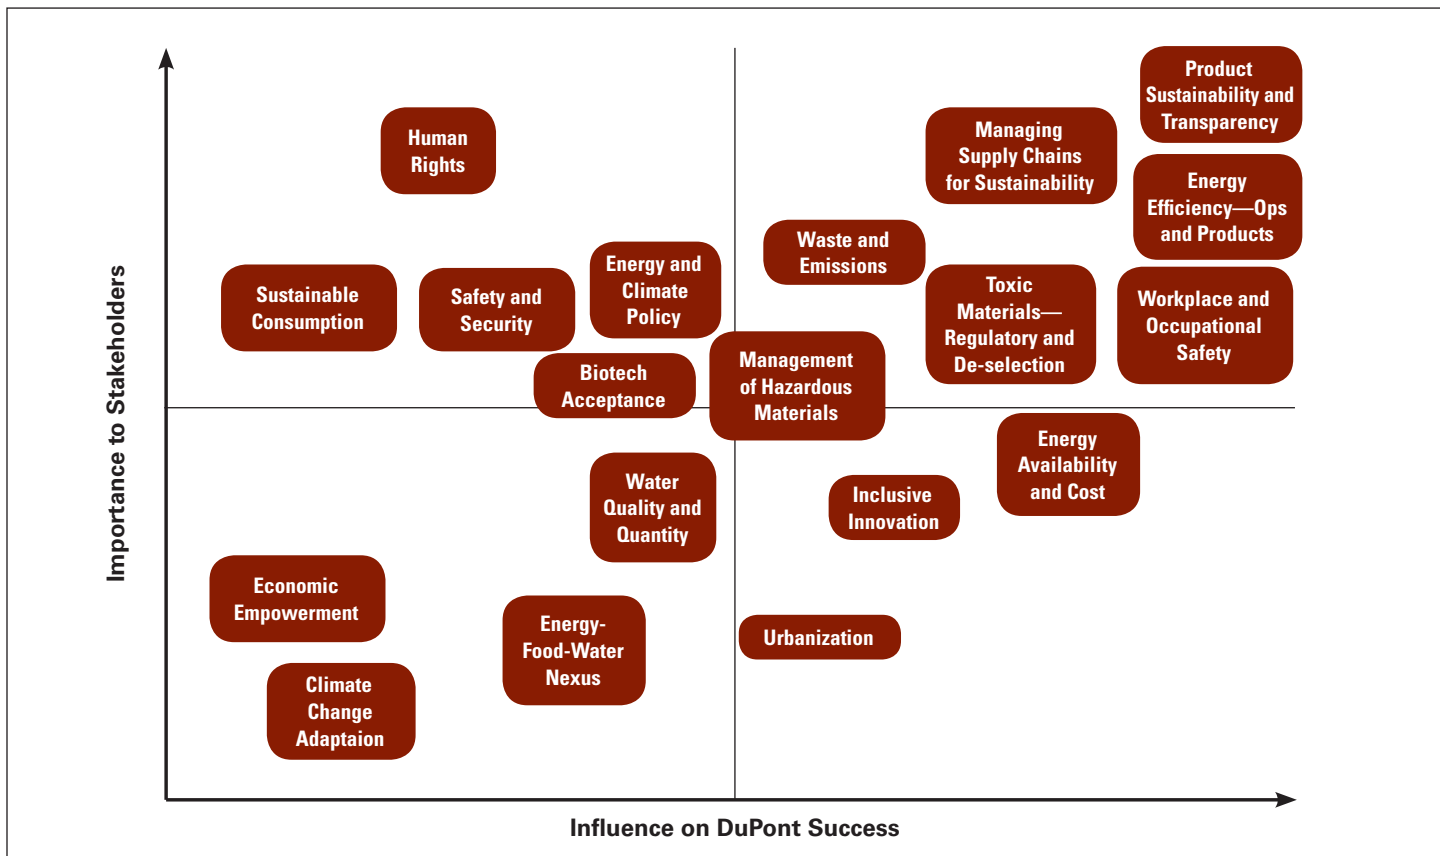 Product
Sustainability and
Transparency
Human
Rights
Managing
Supply Chains
for Sustainability
Energy
Efficiency—Ops
and Products
Waste and
Emissions
Energy and
Climate
Policy
Sustainable
Consumption
Safety and
Security
Toxic
Materials—
Regulatory and
De-selection
Workplace and
Occupational
Safety
Biotech
Acceptance
Management
of Hazardous
Materials
Energy
Availability
and Cost
Water
Quality and
Quantity
Inclusive
Innovation
Economic
Empowerment
Energy-
Food-Water
Nexus
Urbanization
Climate
Change
Adaptaion
Importance to Stakeholders
Influence on DuPont Success